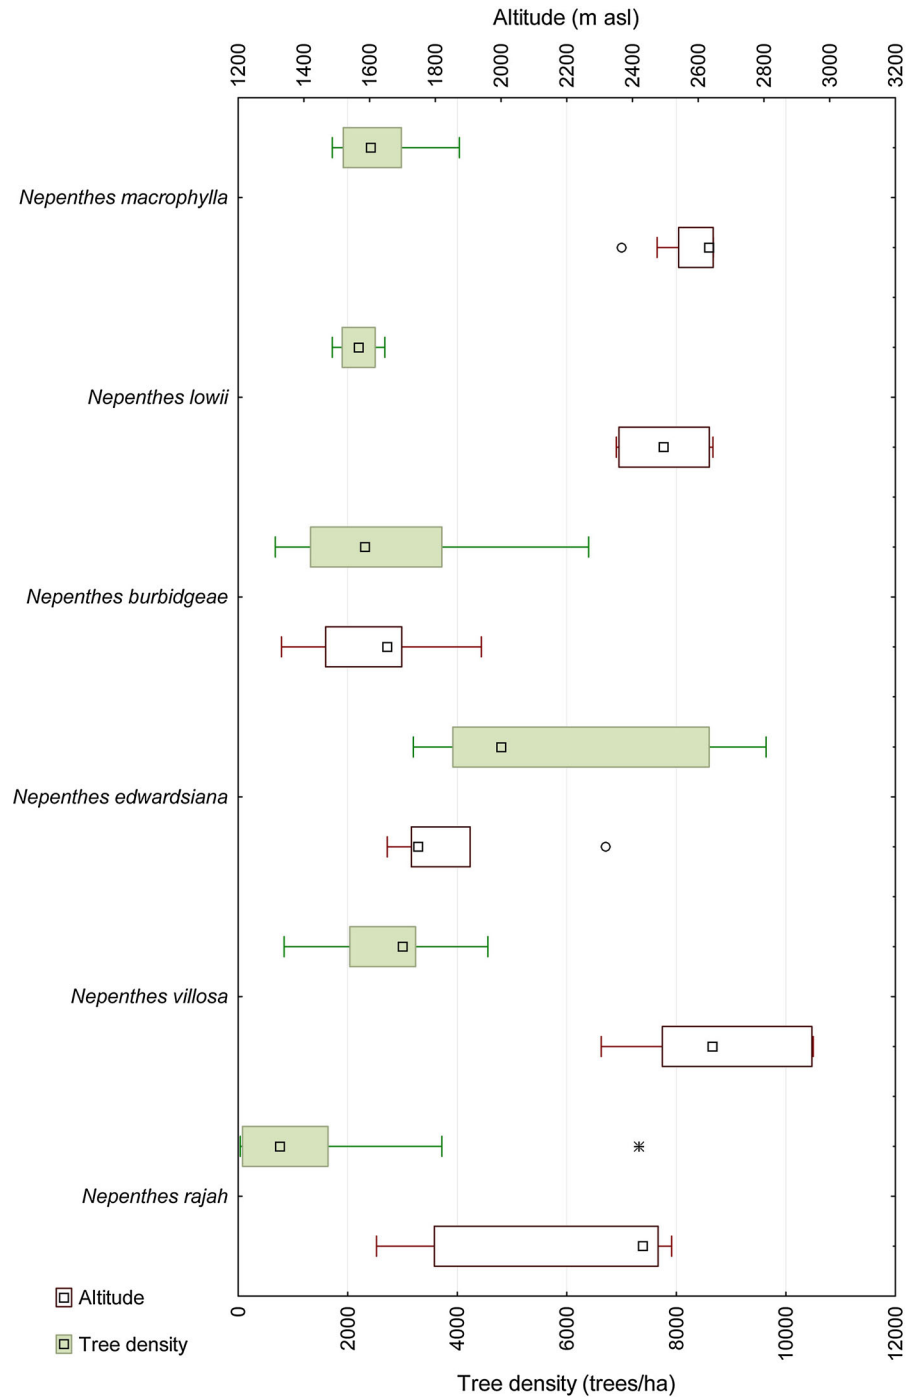 Altitude (m asl)
1200 1400 1600 1800 2000 2200 2400 2600 2800 3000 3200
Nepenthes macrophylla
Nepenthes lowii
Nepenthes burbidgeae
Nepenthes edwardsiana
Nepenthes villosa
Nepenthes rajah
Altitude
Tree density
0 2000 4000 6000 8000 10000 12000
Tree density (trees/ha)